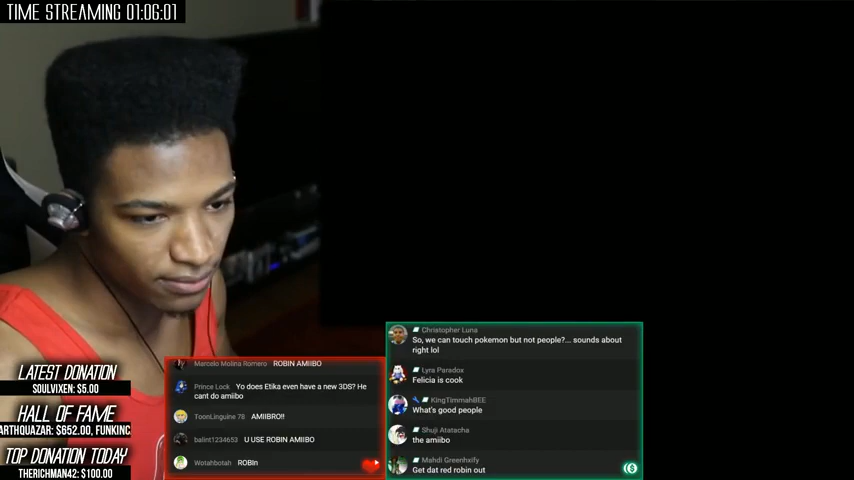 TIME STREAMING 01:06:01
LATEST DONATION
SOULVIXEN: $5.00
HALL OF FAME
ARTHQUAZAR: $652.00, FUNKINC
TOP DONATION TODAY
THERICHMAN42: $100.00
Marcelo Molina Romero ROBIN AMIIBO
Prince Lock Yo does Etika even have a new 3DS? He
cant do amiibo
ToonLinguine 78 AMIIBRO!!
balint1234653 U USE ROBIN AMIIBO
Wotahbotah ROBIn
Christopher Luna
So, we can touch pokemon but not people?... sounds about
right lol
Lyra Paradox
Felicia is cook
KingTimmahBEE
What's good people
Shuji Atatacha
the amiibo
Mahdi Greenhxify
Get dat red robin out